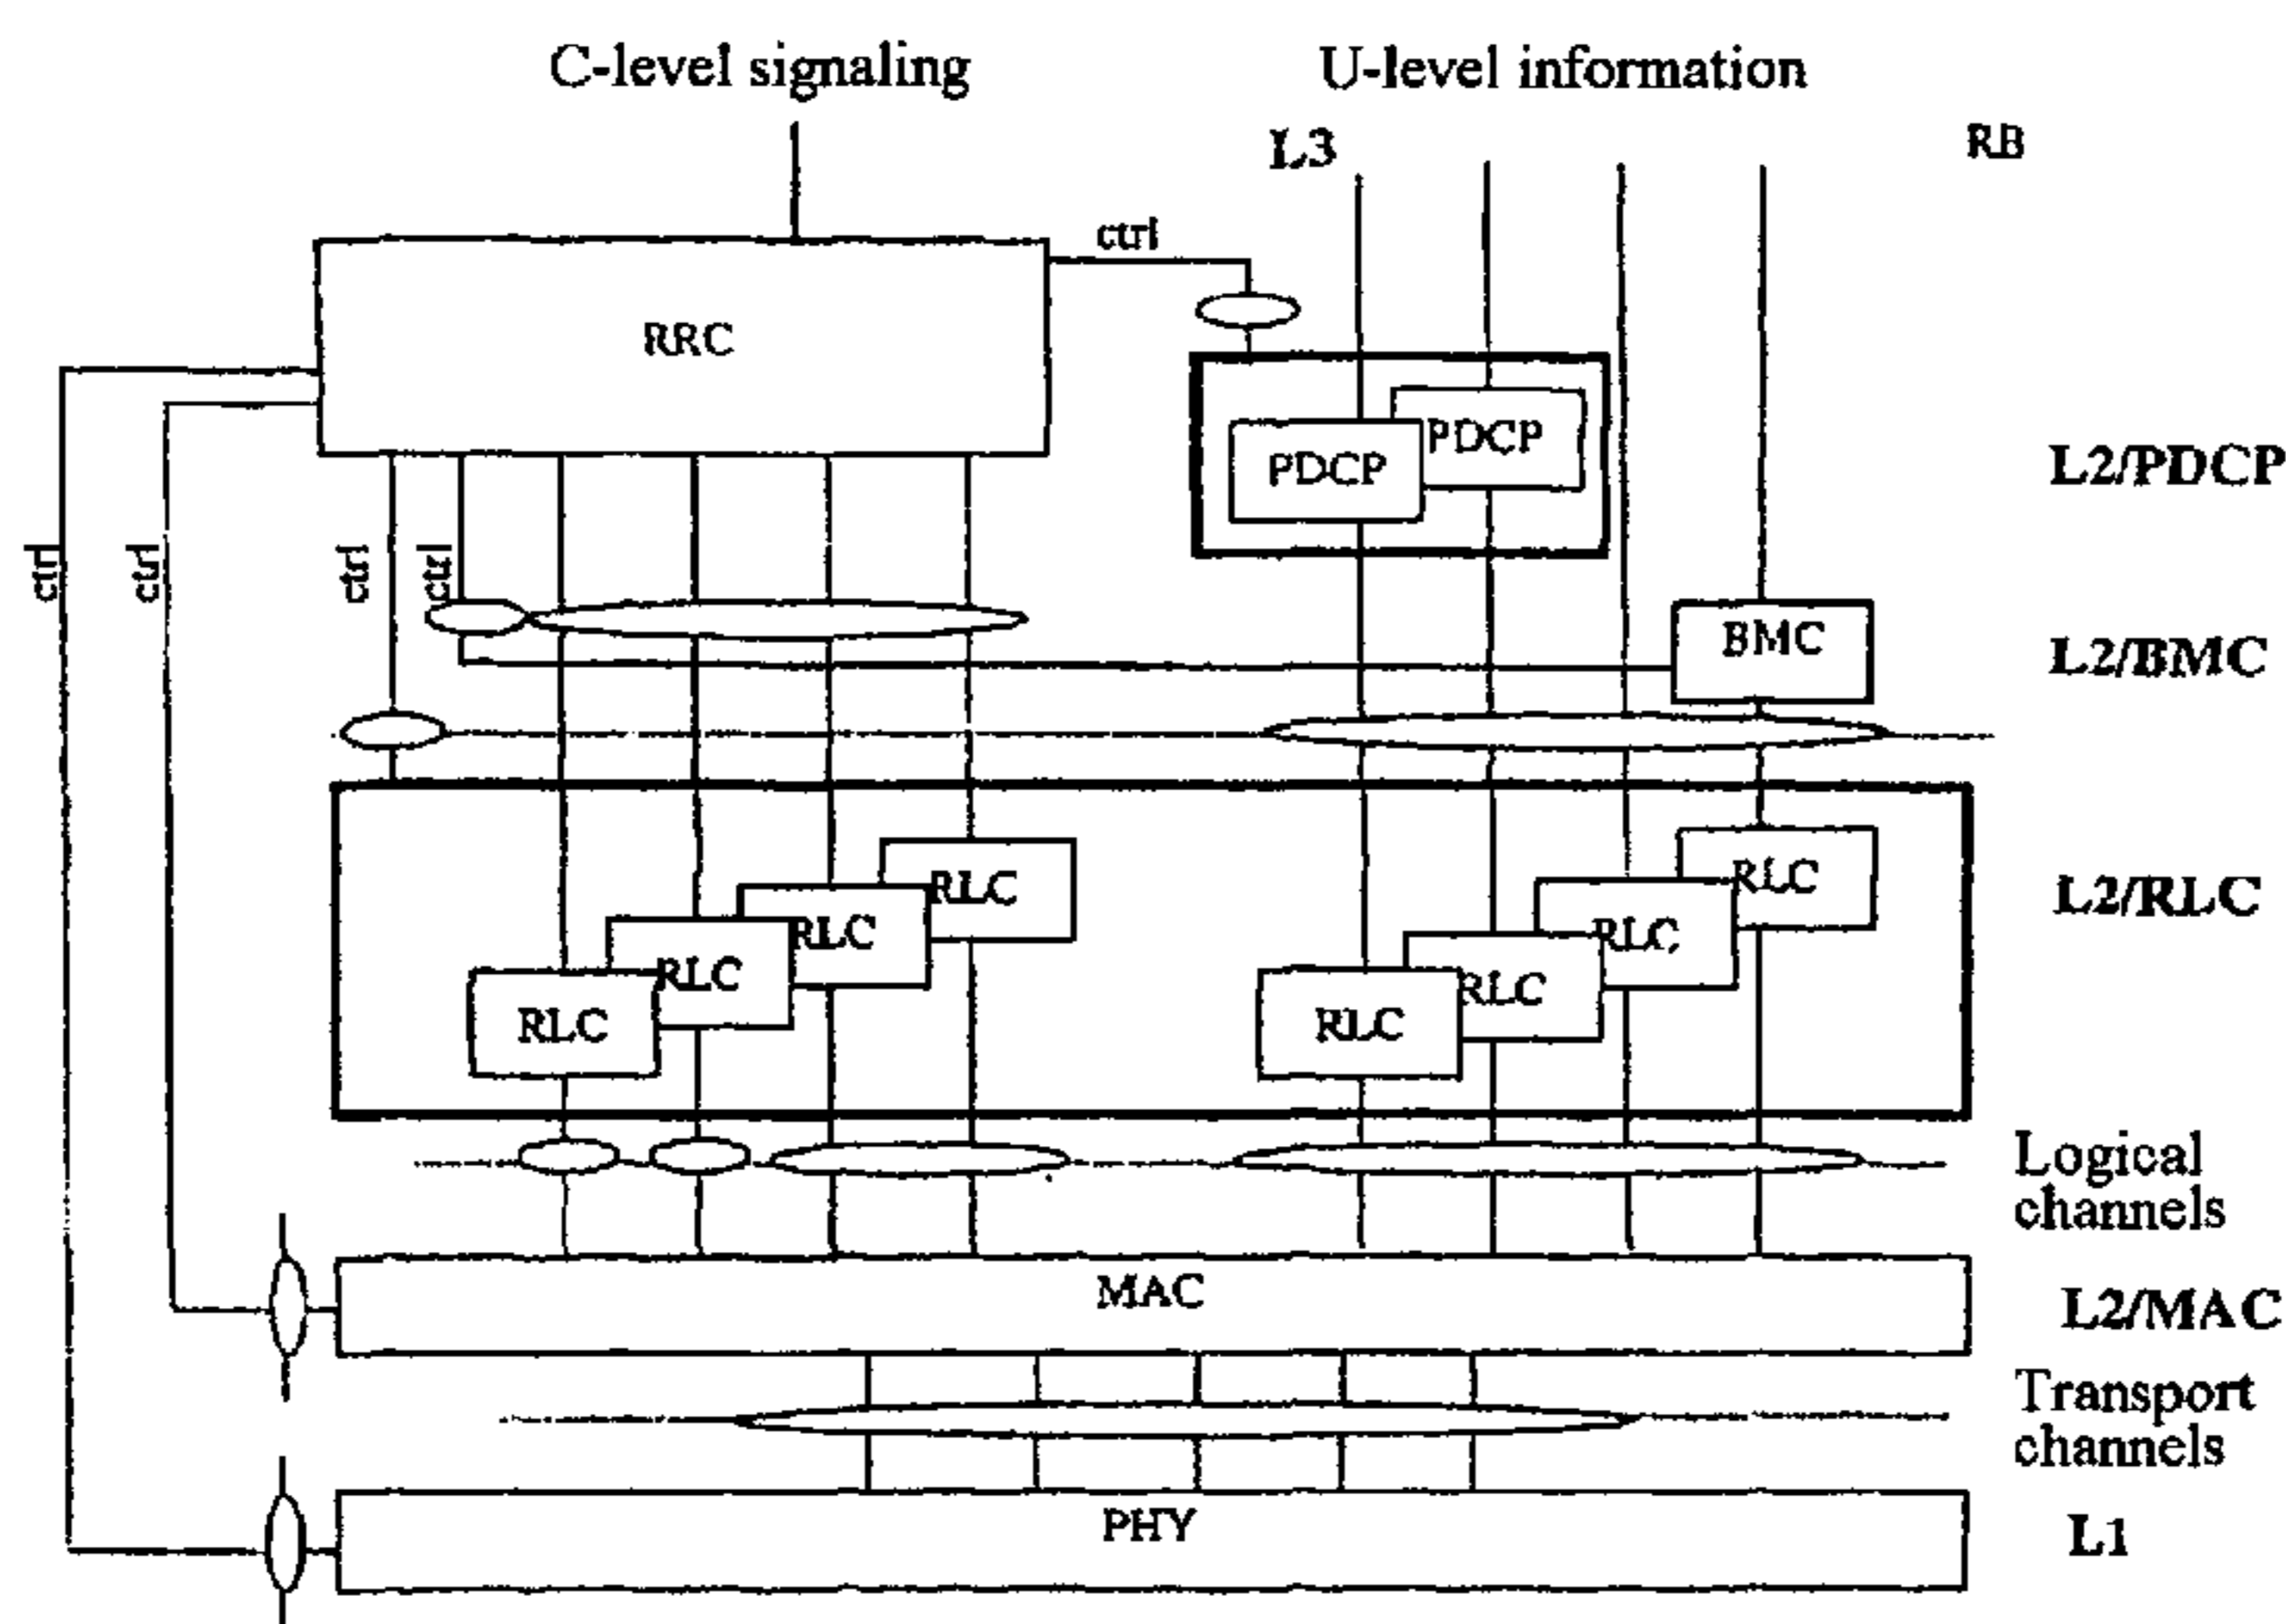 C-level signaling
U-level information
L3
RB
ctrl
RRC
PDCP
PDCP
L2/PDCP
ctrl
ctrl
ctrl
ctrl
BMC
L2/BMC
RLC
RLC
RLC
RLC
RLC
RLC
RLC
RLC
L2/RLC
Logical
channels
MAC
L2/MAC
Transport
channels
PHY
L1